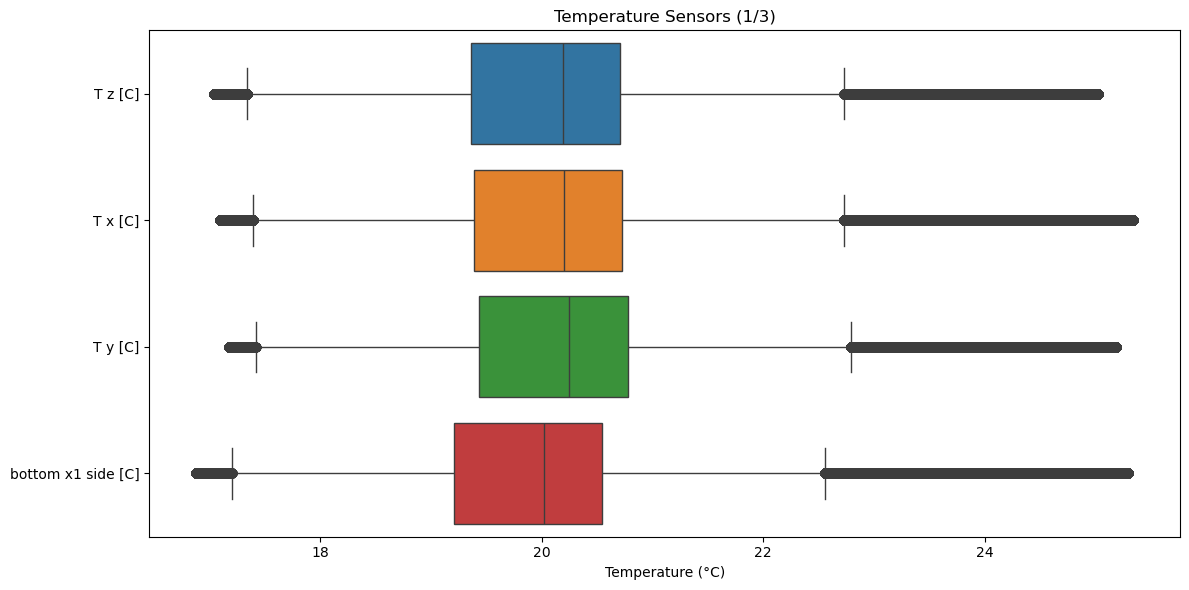 Temperature Sensors (1/3)
T z [C]
T x [C]
T y [C]
bottom x1 side [C]
18 20 22 24
Temperature (°C)